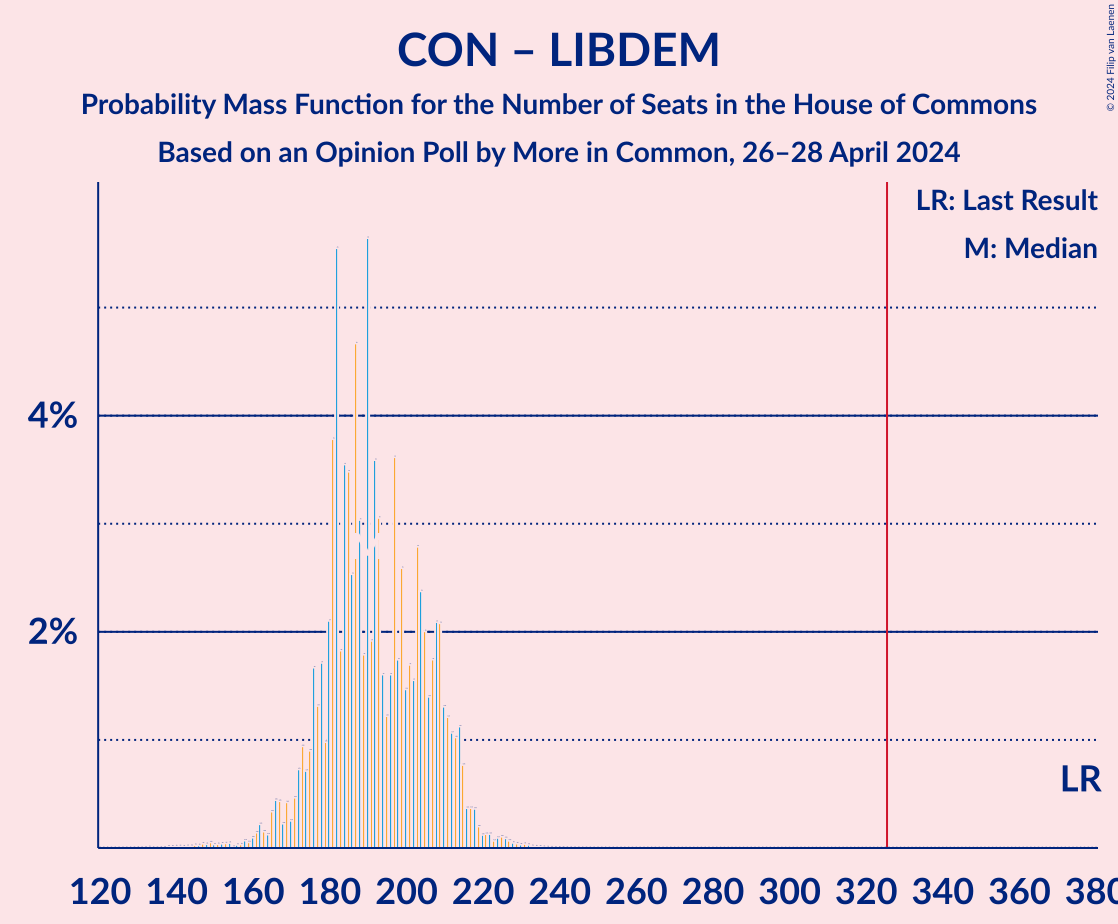 CON – LIBDEM
Probability Mass Function for the Number of Seats in the House of Commons
Based on an Opinion Poll by More in Common, 26–28 April 2024
© 2024 Filip van Laenen
LR: Last Result
M: Median
4%
2%
LR
120 140 160 180 200 220 240 260 280 300 320 340 360 380